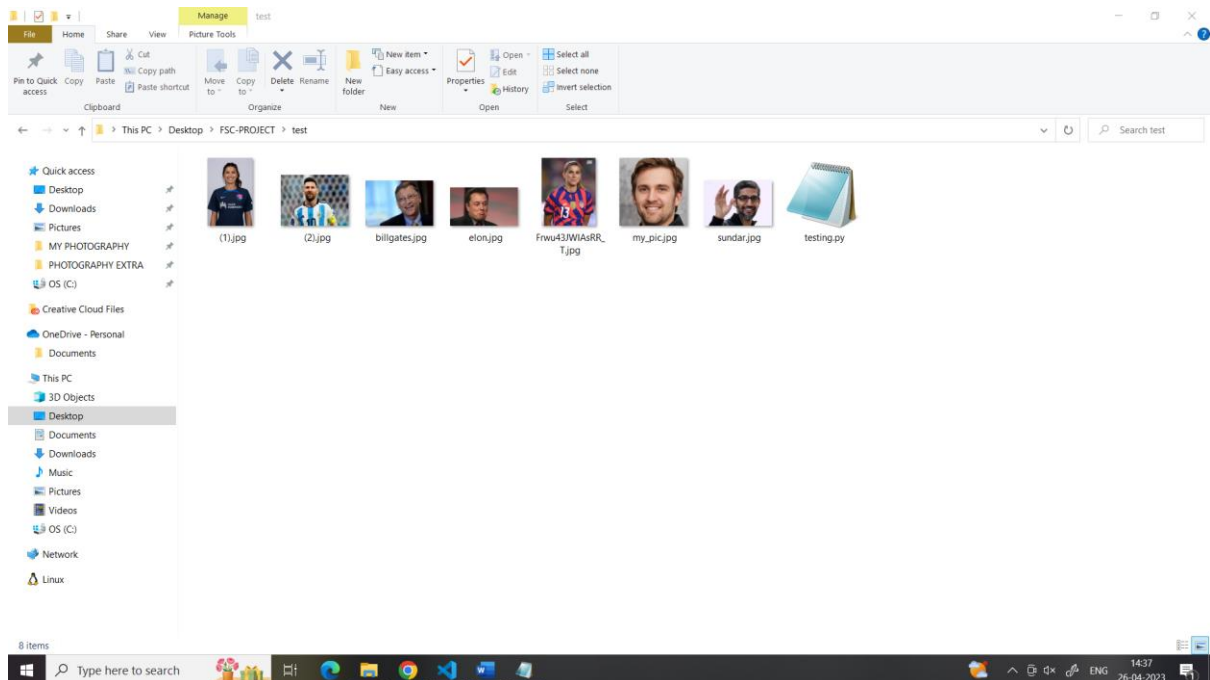 Manage test
File Home Share View Picture Tools
Pin to Quick access
Copy
Paste
Cut
Copy path
Paste shortcut
Clipboard
Move to
Copy to
Delete
Rename
Organize
New folder
New item
Easy access
New
Properties
Open
Edit
History
Open
Select all
Select none
Invert selection
Select
This PC > Desktop > FSC-PROJECT > test
Search test
Quick access
Desktop
Downloads
Pictures
MY PHOTOGRAPHY
PHOTOGRAPHY EXTRA
OS (C:)
Creative Cloud Files
OneDrive - Personal
Documents
This PC
3D Objects
Desktop
Documents
Downloads
Music
Pictures
Videos
OS (C:)
Network
Linux
(1).jpg
(2).jpg
billgates.jpg
elon.jpg
Frwu43JWIAsRR_
T.jpg
my_pic.jpg
sundar.jpg
testing.py
13
8 items
Type here to search
ENG
14:37
26-04-2023